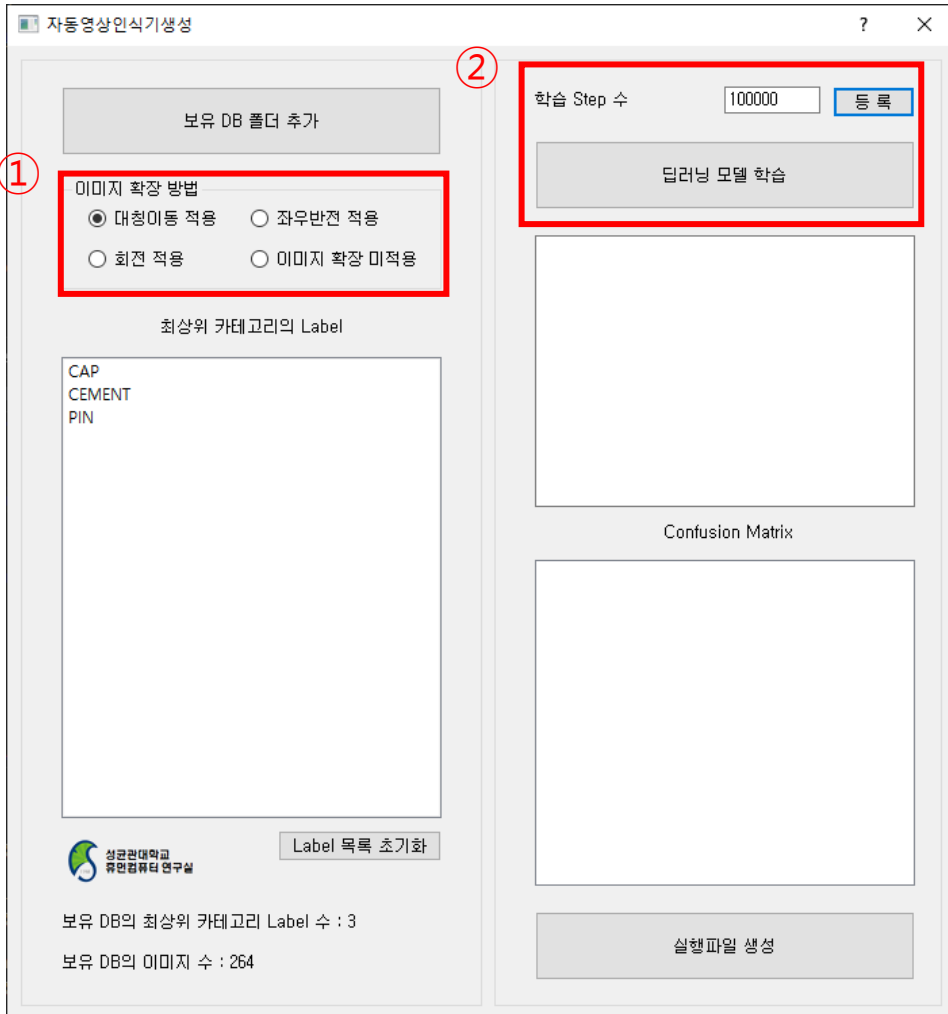 자동영상인식기생성
?
①
보유 DB 폴더 추가
이미지 확장 방법
대칭이동 적용
좌우반전 적용
회전 적용
이미지 확장 미적용
최상위 카테고리의 Label
CAP
CEMENT
PIN
성균관대학교
휴먼컴퓨터 연구실
Label 목록 초기화
보유 DB의 최상위 카테고리 Label 수 : 3
보유 DB의 이미지 수 : 264
②
학습 Step 수
100000
등 록
딥러닝 모델 학습
Confusion Matrix
실행파일 생성